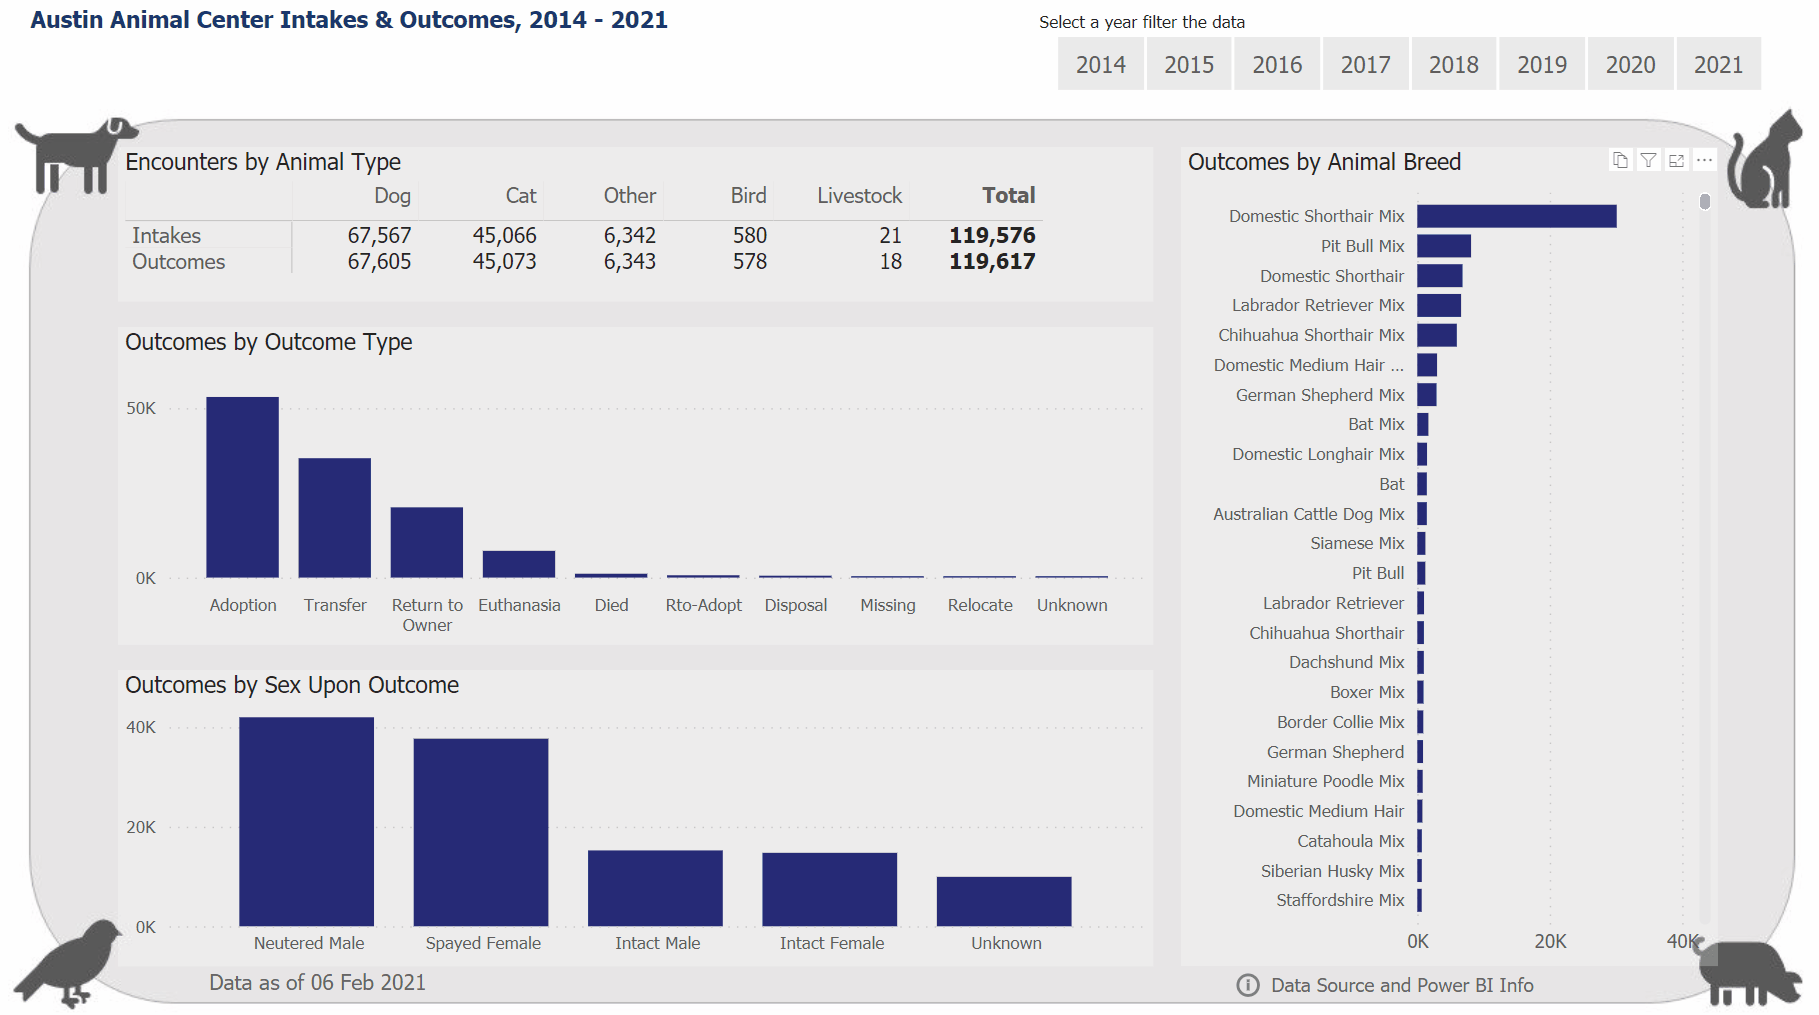 Austin Animal Center Intakes & Outcomes, 2014 - 2021
Select a year filter the data
2014 2015 2016 2017 2018 2019 2020 2021
Encounters by Animal Type
Dog Cat Other Bird Livestock Total
Intakes 67,567 45,066 6,342 580 21 119,576
Outcomes 67,605 45,073 6,343 578 18 119,617
Outcomes by Outcome Type
50K
0K
Adoption Transfer Return to Owner Euthanasia Died Rto-Adopt Disposal Missing Relocate Unknown
Outcomes by Sex Upon Outcome
40K
20K
0K
Neutered Male Spayed Female Intact Male Intact Female Unknown
Data as of 06 Feb 2021
Outcomes by Animal Breed
Domestic Shorthair Mix
Pit Bull Mix
Domestic Shorthair
Labrador Retriever Mix
Chihuahua Shorthair Mix
Domestic Medium Hair ...
German Shepherd Mix
Bat Mix
Domestic Longhair Mix
Bat
Australian Cattle Dog Mix
Siamese Mix
Pit Bull
Labrador Retriever
Chihuahua Shorthair
Dachshund Mix
Boxer Mix
Border Collie Mix
German Shepherd
Miniature Poodle Mix
Domestic Medium Hair
Catahoula Mix
Siberian Husky Mix
Staffordshire Mix
0K 20K 40K
Data Source and Power BI Info